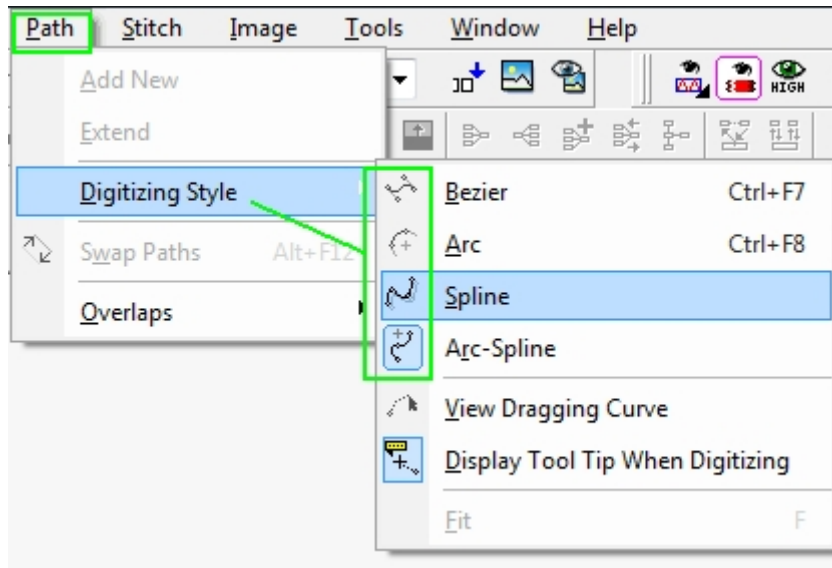 Path Stitch Image Tools Window Help
Add New
HIGH
Extend
Digitizing Style
Bezier Ctrl+F7
Swap Paths Alt+F12
Arc Ctrl+F8
Spline
Overlaps
Arc-Spline
View Dragging Curve
Display Tool Tip When Digitizing
Fit F